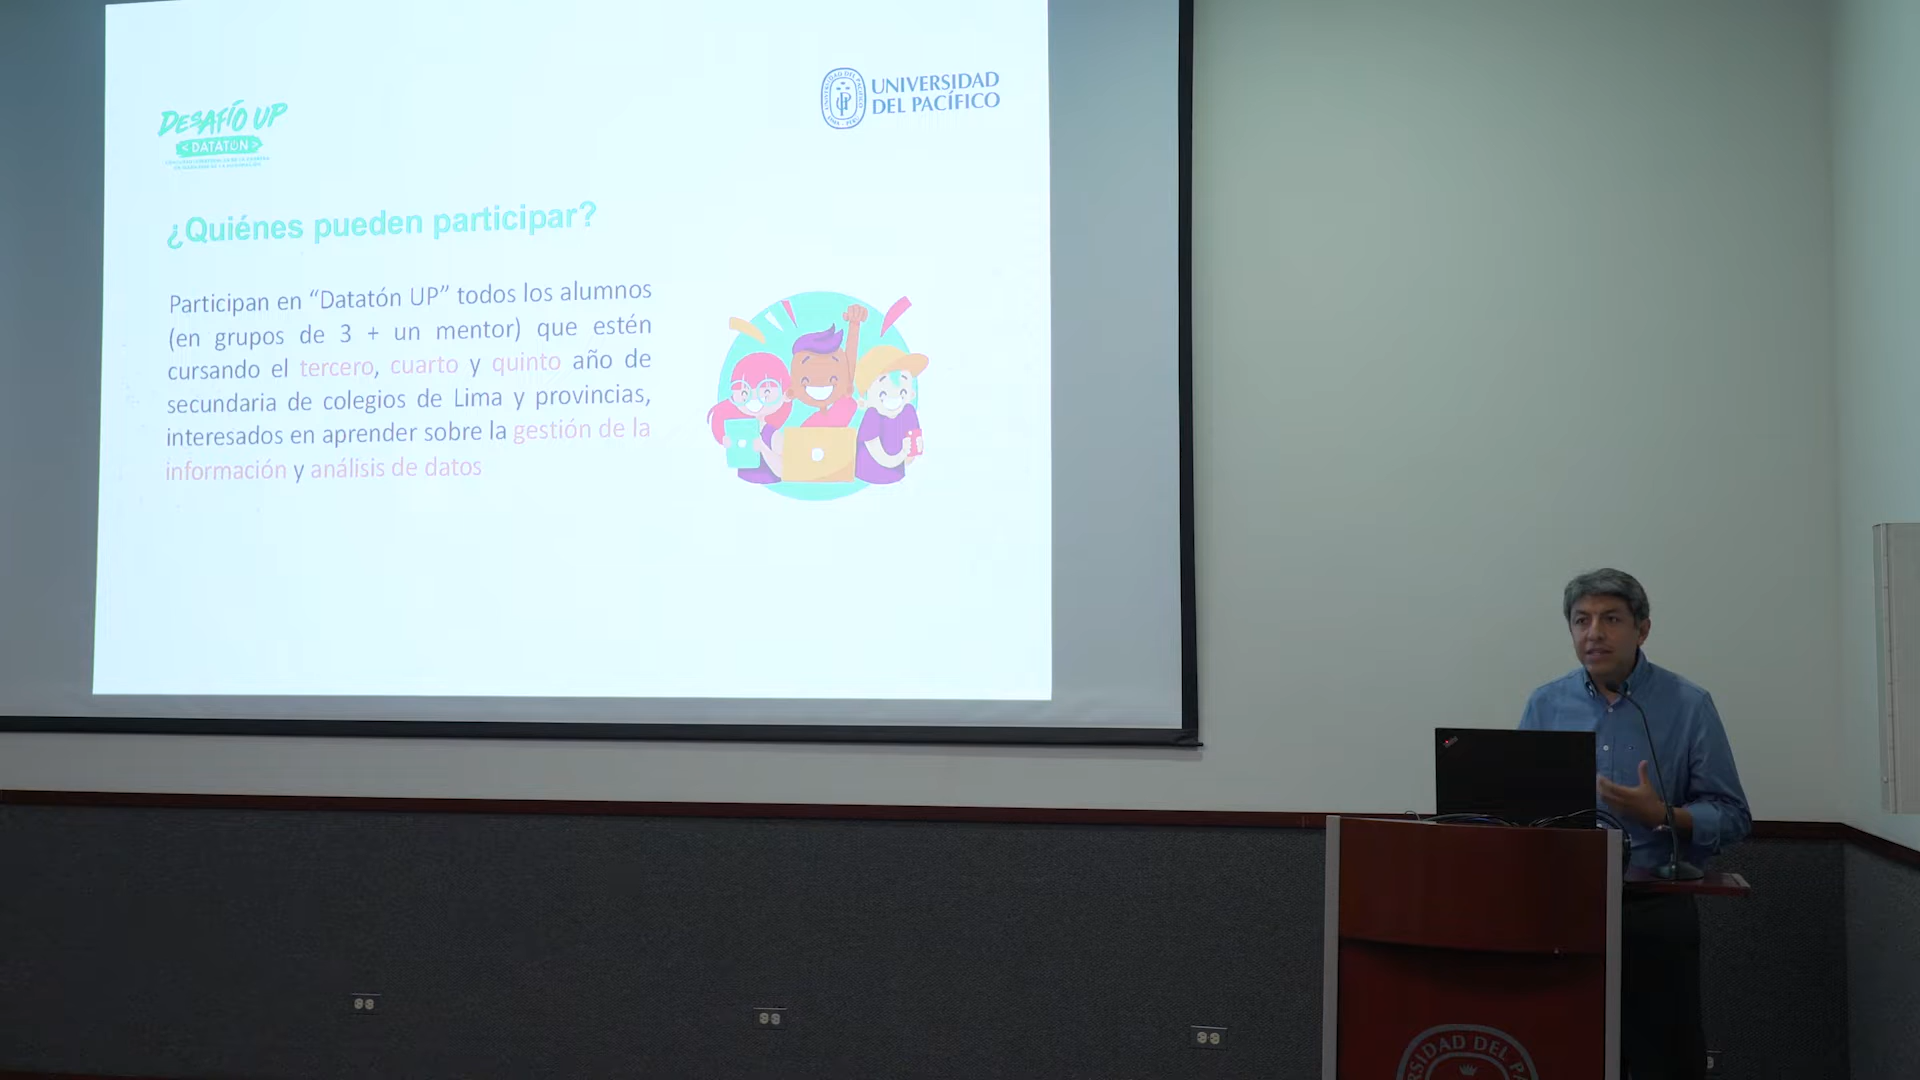 DESAFÍO UP
<DATATÓN>
UNIVERSIDAD
DEL PACÍFICO
¿Quiénes pueden participar?
Participan en “Datatón UP” todos los alumnos
(en grupos de 3 + un mentor) que estén
cursando el tercero, cuarto y quinto año de
secundaria de colegios de Lima y provincias,
interesados en aprender sobre la gestión de la
información y análisis de datos